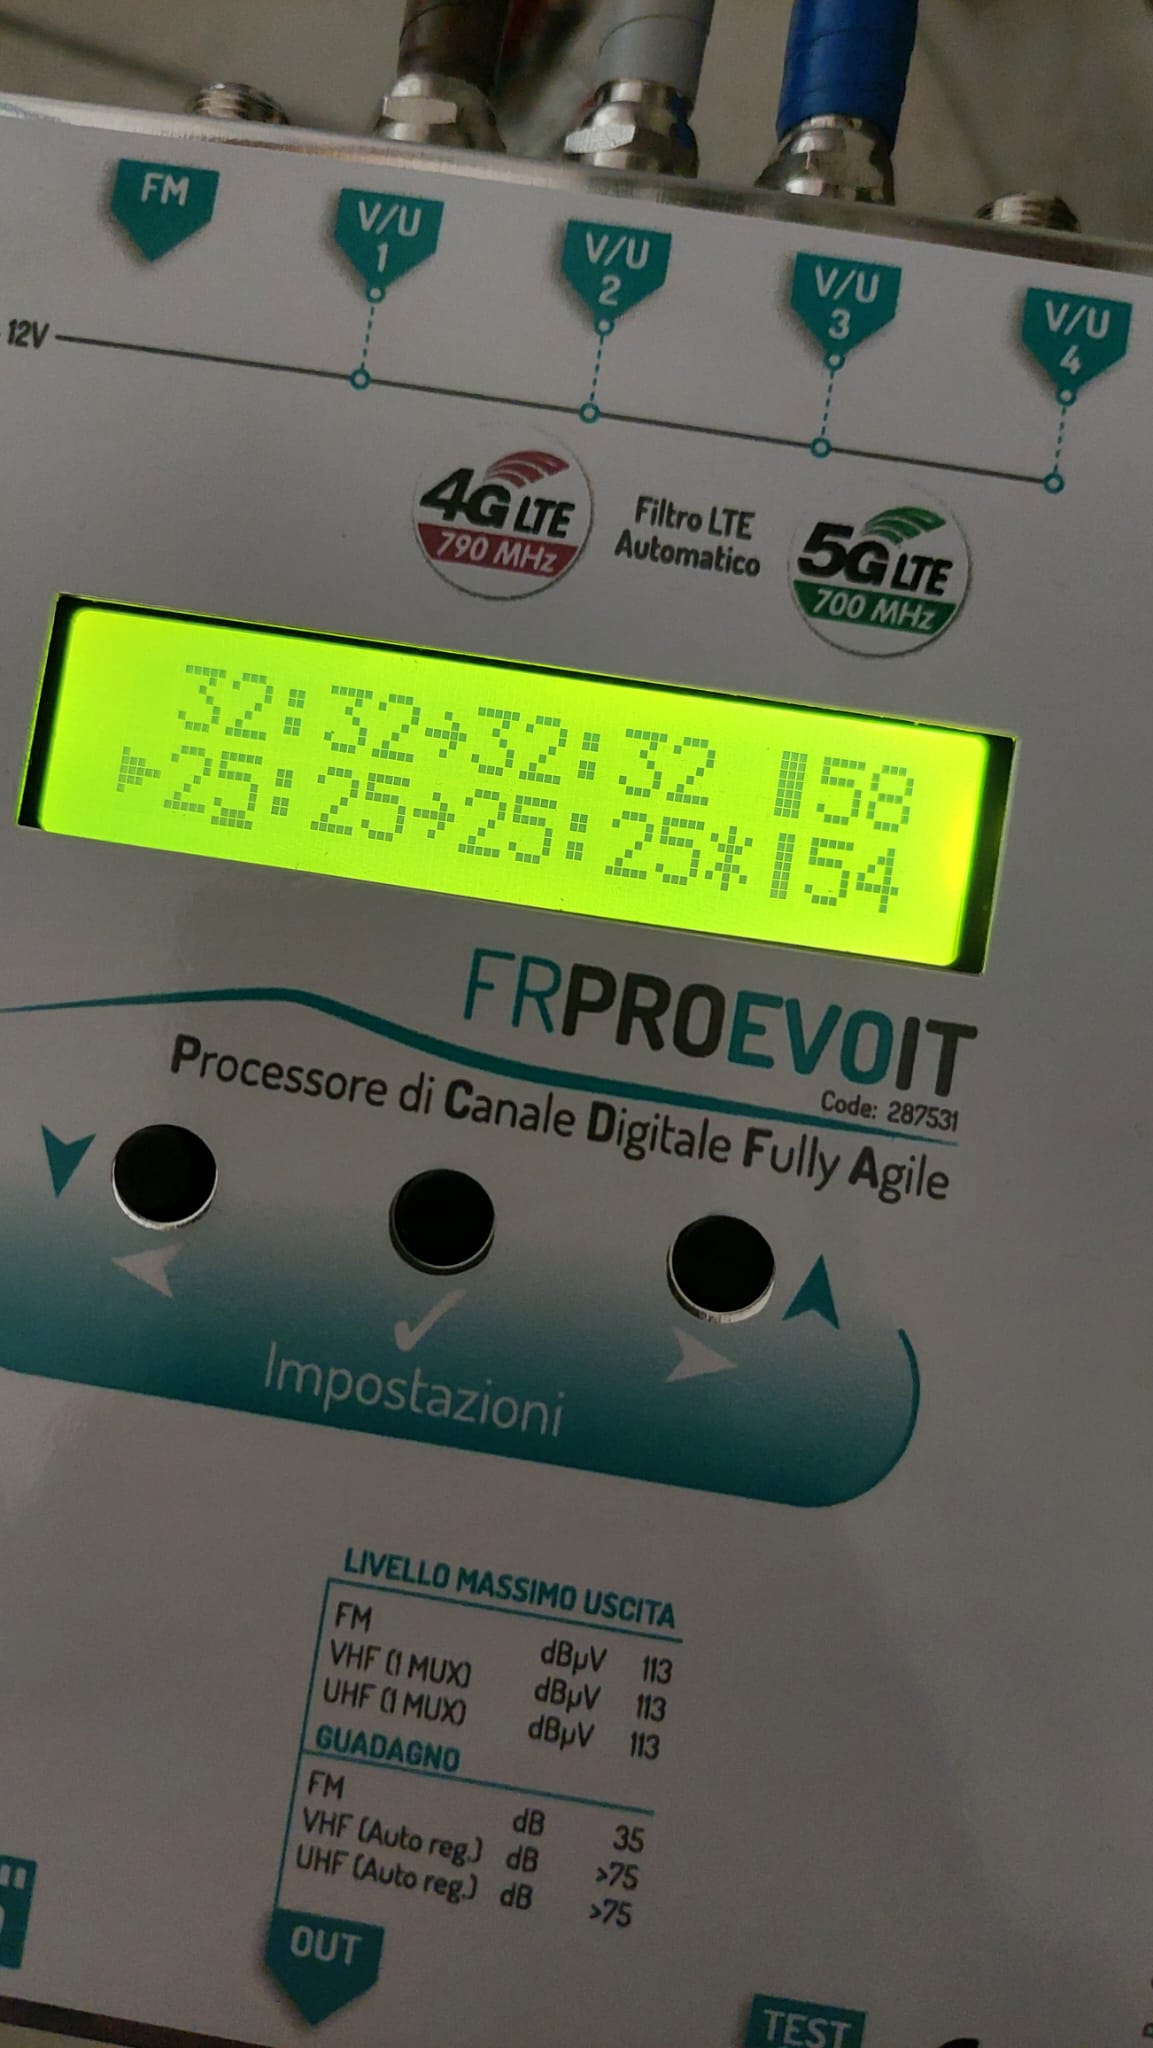 FM
V/U
1
V/U
2
V/U
3
V/U
4
12V
4G LTE
790 MHz
Filtro LTE
Automatico
5G LTE
700 MHz
32:32→32:32 58
25:25→25:25* 54
FRPROEVOIT
Code: 287531
Processore di Canale Digitale Fully Agile
Impostazioni
LIVELLO MASSIMO USCITA
FM dBµV 113
VHF (1 MUX) dBµV 113
UHF (1 MUX) dBµV 113
GUADAGNO
FM dB 35
VHF (Auto reg.) dB >75
UHF (Auto reg.) dB >75
OUT
TEST